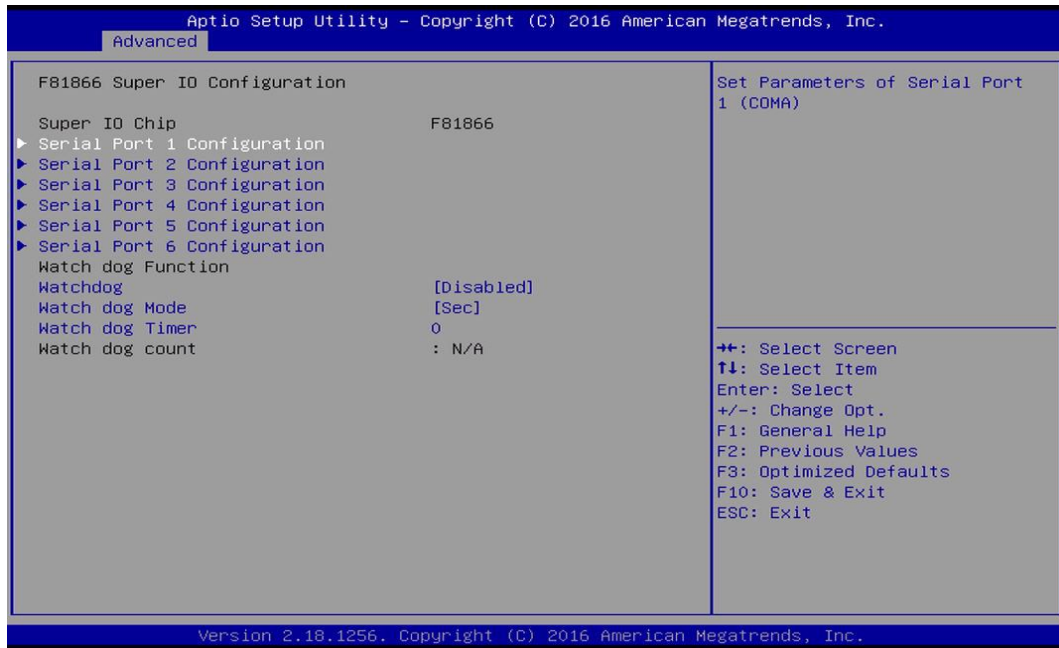 Aptio Setup Utility – Copyright (C) 2016 American Megatrends, Inc.
Advanced
F81866 Super IO Configuration
Super IO Chip F81866
▶ Serial Port 1 Configuration
▶ Serial Port 2 Configuration
▶ Serial Port 3 Configuration
▶ Serial Port 4 Configuration
▶ Serial Port 5 Configuration
▶ Serial Port 6 Configuration
Watch dog Function
Watchdog [Disabled]
Watch dog Mode [Sec]
Watch dog Timer 0
Watch dog count : N/A
Set Parameters of Serial Port
1 (COMA)
→←: Select Screen
↑↓: Select Item
Enter: Select
+/-: Change Opt.
F1: General Help
F2: Previous Values
F3: Optimized Defaults
F10: Save & Exit
ESC: Exit
Version 2.18.1256. Copyright (C) 2016 American Megatrends, Inc.